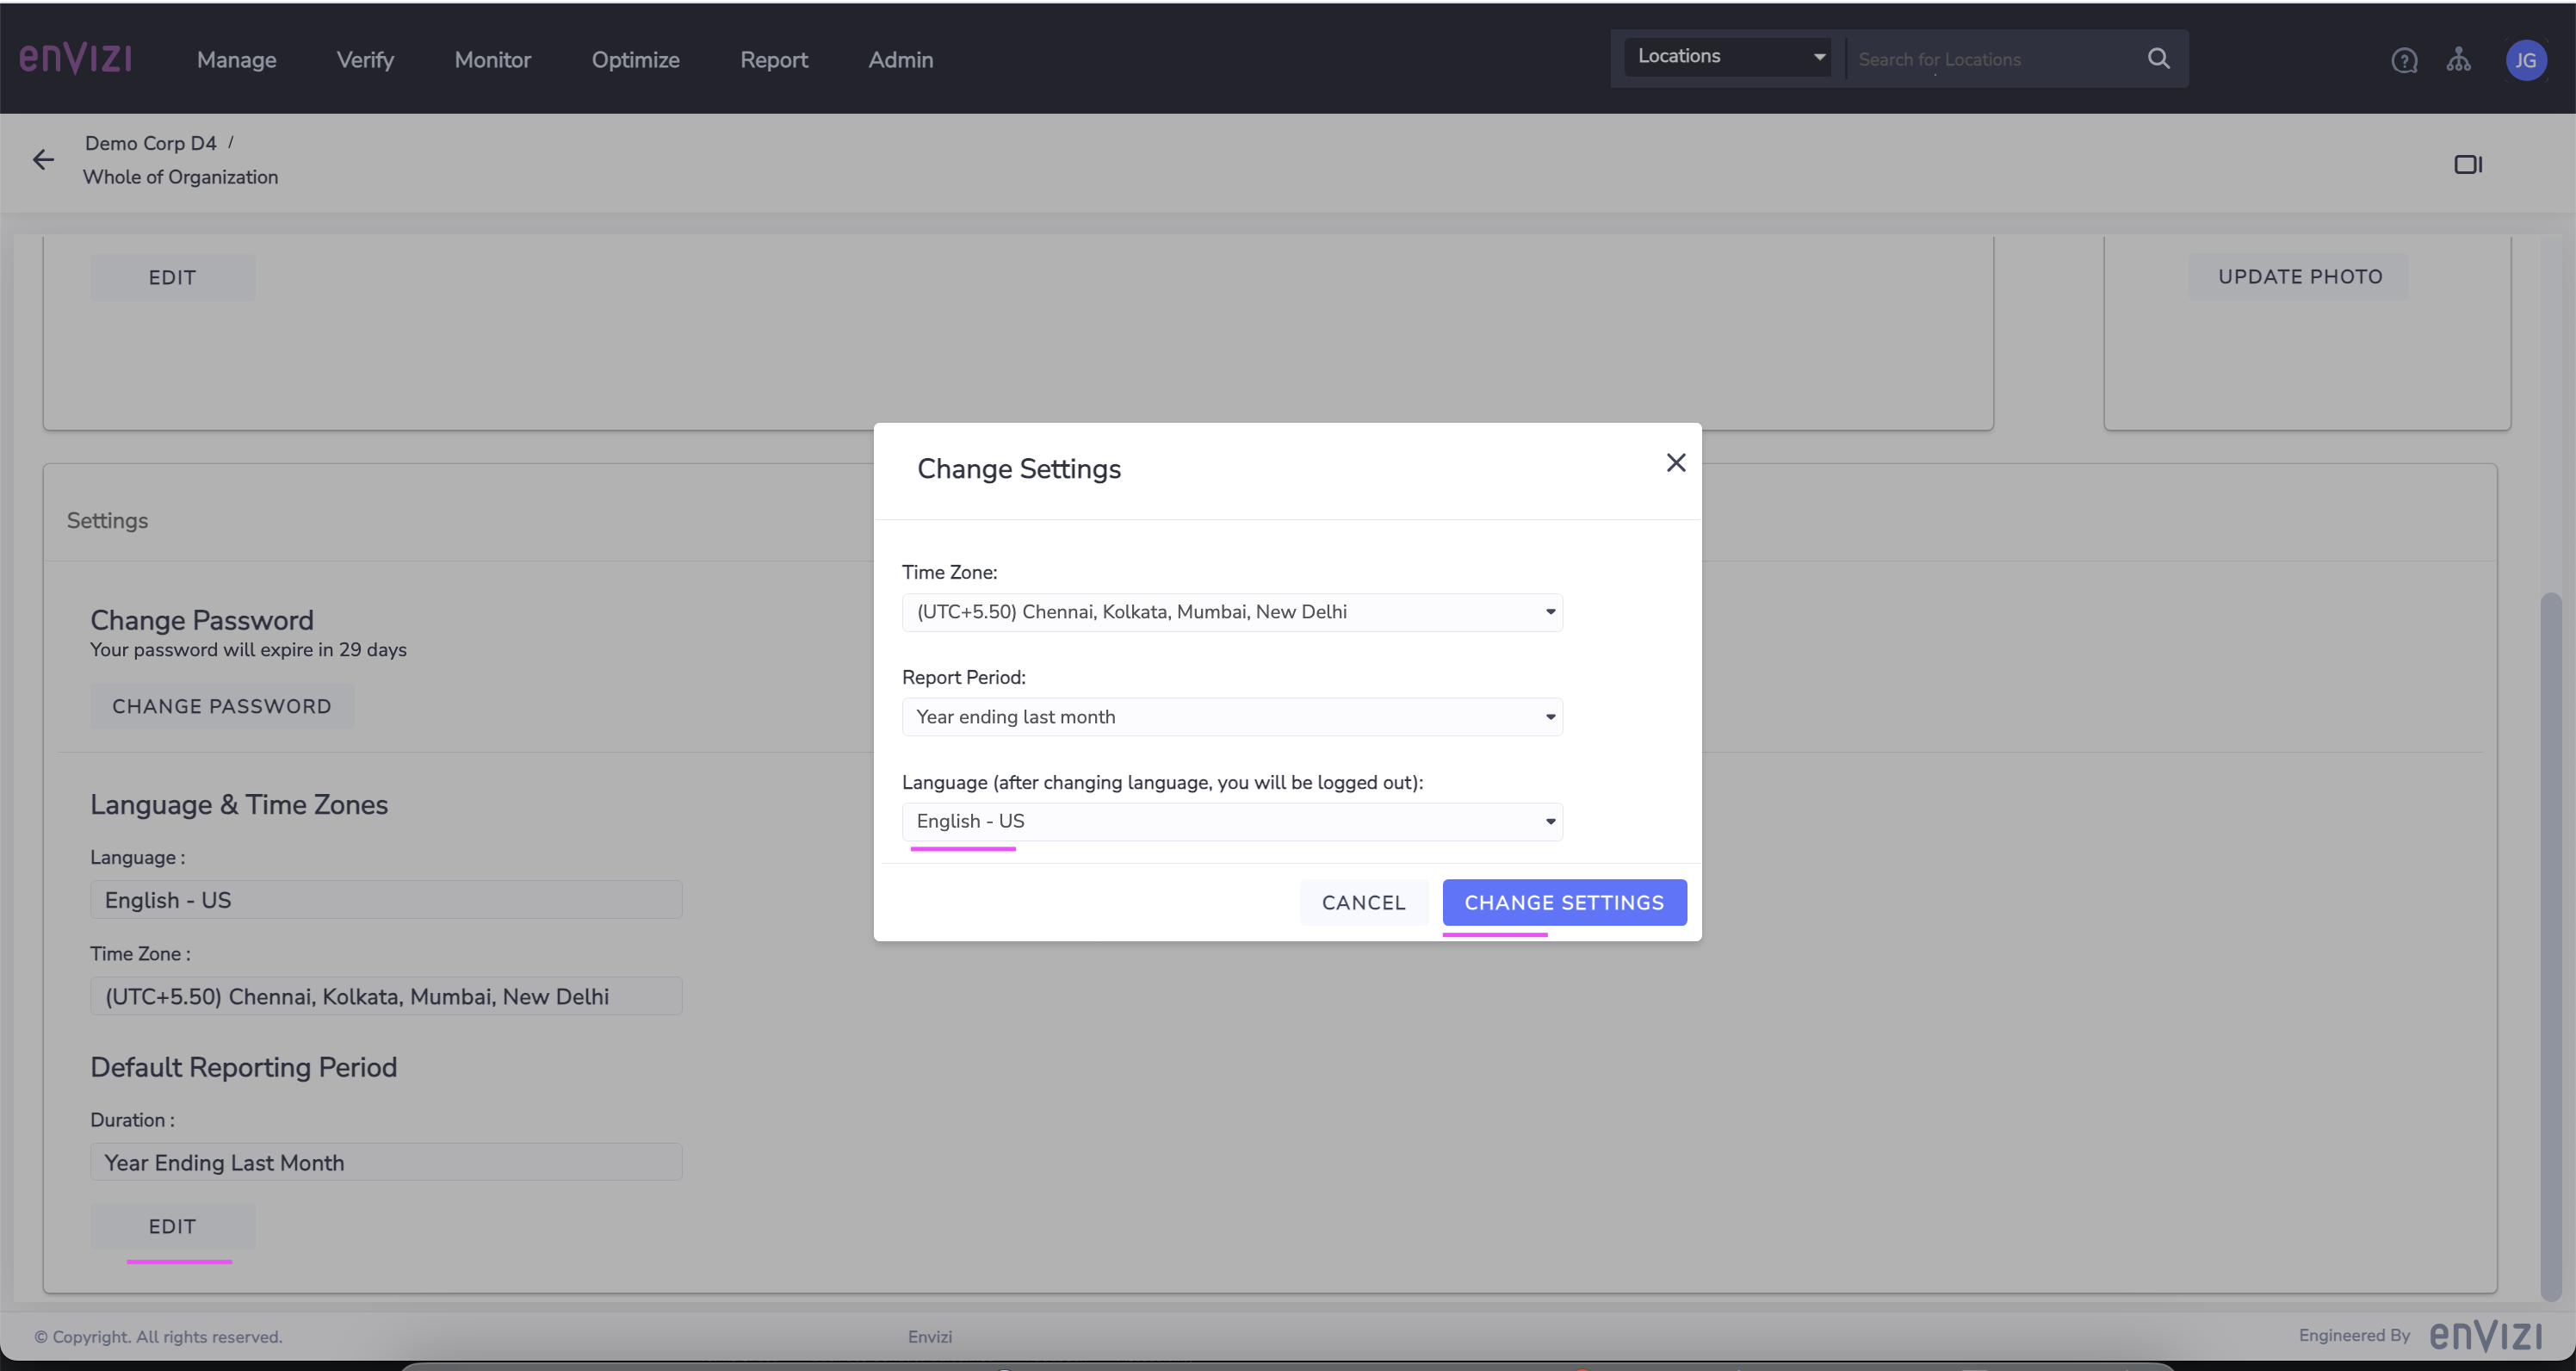 enVIZI
Manage Verify Monitor Optimize Report Admin
Locations
Search for Locations
JG
Demo Corp D4 /
Whole of Organization
EDIT
UPDATE PHOTO
Settings
Change Password
Your password will expire in 29 days
CHANGE PASSWORD
Language & Time Zones
Language :
English - US
Time Zone :
(UTC+5.50) Chennai, Kolkata, Mumbai, New Delhi
Default Reporting Period
Duration :
Year Ending Last Month
EDIT
Change Settings
Time Zone:
(UTC+5.50) Chennai, Kolkata, Mumbai, New Delhi
Report Period:
Year ending last month
Language (after changing language, you will be logged out):
English - US
CANCEL
CHANGE SETTINGS
© Copyright. All rights reserved.
Envizi
Engineered By enVIZI